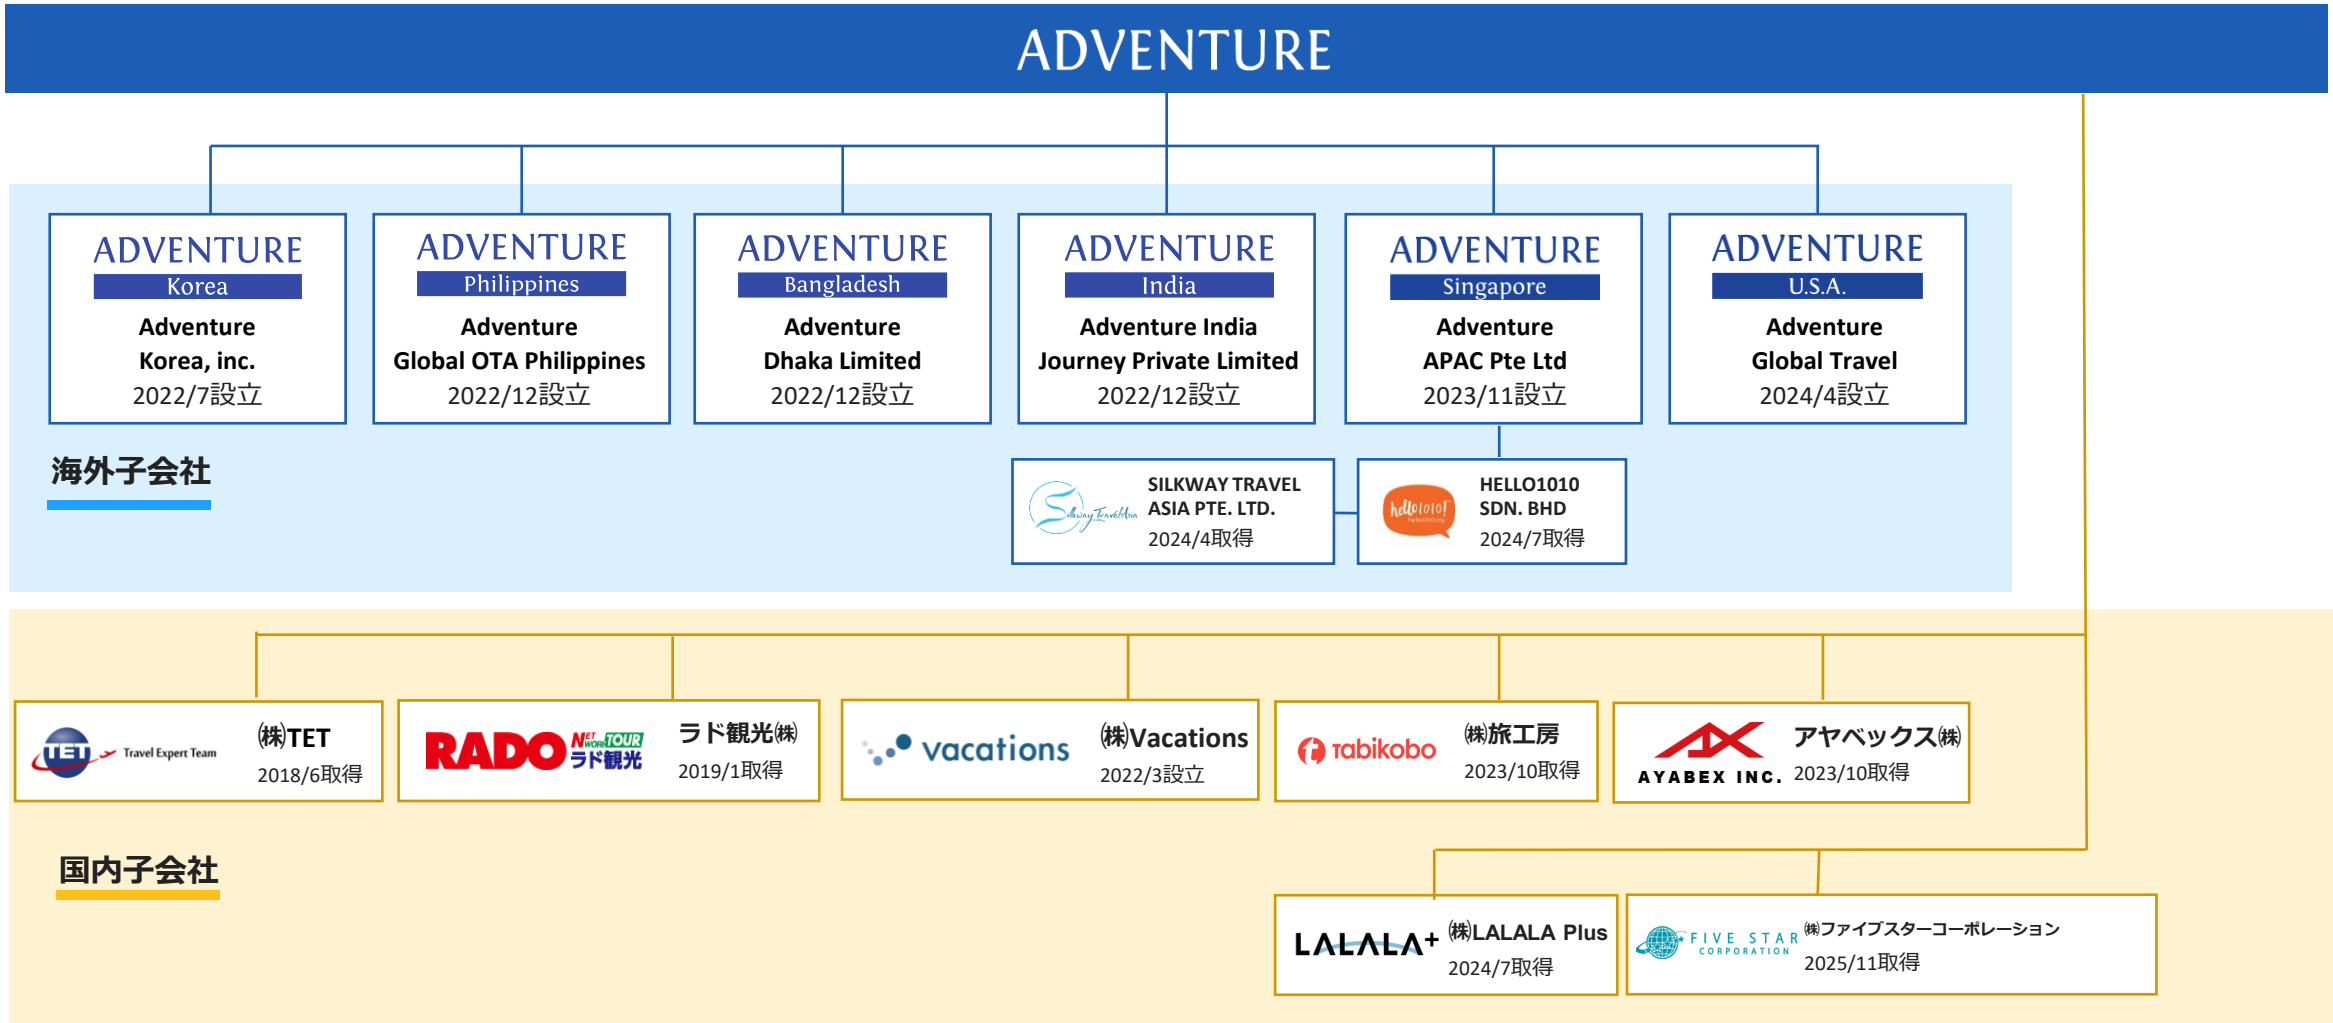 ADVENTURE
ADVENTURE
Korea
Adventure
Korea, inc.
2022/7設立
ADVENTURE
Philippines
Adventure
Global OTA Philippines
2022/12設立
ADVENTURE
Bangladesh
Adventure
Dhaka Limited
2022/12設立
ADVENTURE
India
Adventure India
Journey Private Limited
2022/12設立
ADVENTURE
Singapore
Adventure
APAC Pte Ltd
2023/11設立
ADVENTURE
U.S.A.
Adventure
Global Travel
2024/4設立
海外子会社
Silkway Travel Asia
SILKWAY TRAVEL
ASIA PTE. LTD.
2024/4取得
hello1010!
hello1010.my
HELLO1010
SDN. BHD
2024/7取得
TET
Travel Expert Team
㈱TET
2018/6取得
RADO
NET
WORK TOUR
ラド観光
ラド観光㈱
2019/1取得
vacations
㈱Vacations
2022/3設立
Tabikobo
㈱旅工房
2023/10取得
AYABEX INC.
アヤベックス㈱
2023/10取得
国内子会社
LALALA+
㈱LALALA Plus
2024/7取得
FIVE STAR
CORPORATION
㈱ファイブスターコーポレーション
2025/11取得